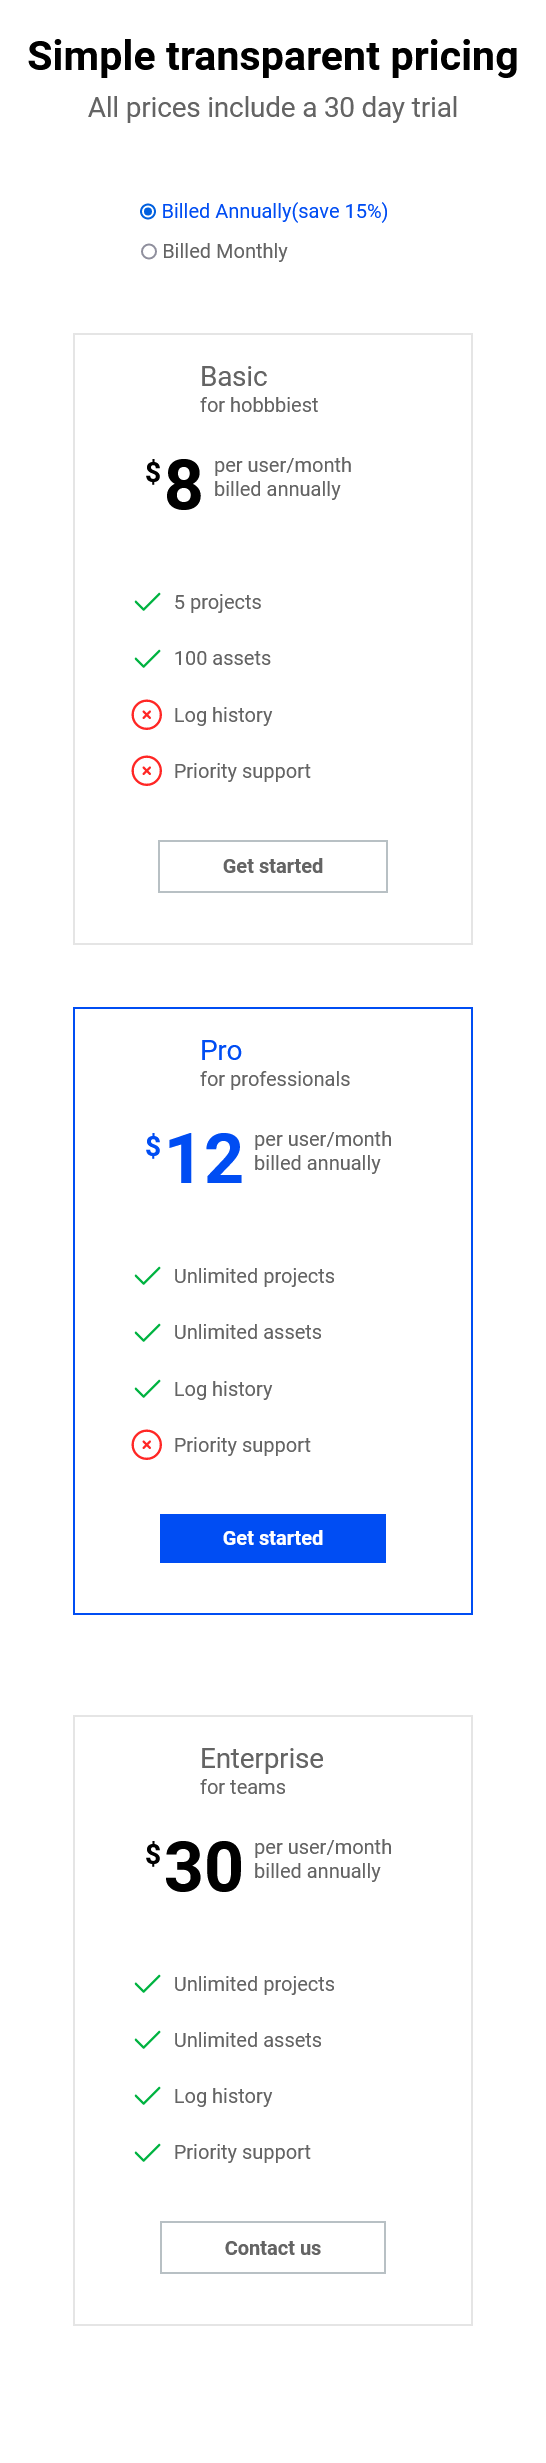 Simple transparent pricing
All prices include a 30 day trial
Billed Annually(save 15%)
Billed Monthly
Basic
for hobbbiest
$8 per user/month
billed annually
5 projects
100 assets
Log history
Priority support
Get started
Pro
for professionals
$12 per user/month
billed annually
Unlimited projects
Unlimited assets
Log history
Priority support
Get started
Enterprise
for teams
$30 per user/month
billed annually
Unlimited projects
Unlimited assets
Log history
Priority support
Contact us